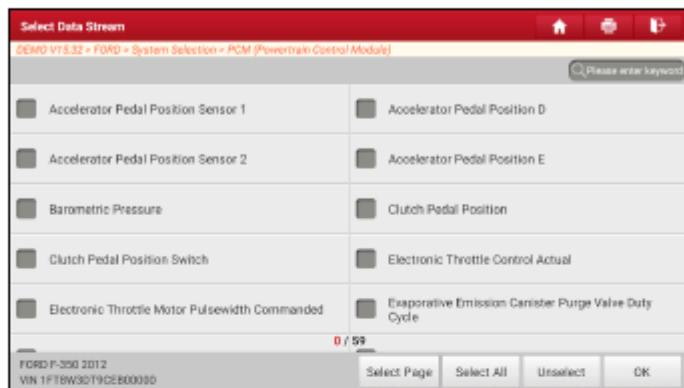 Select Data Stream
DEMO V15.32 > FORD > System Selection > PCM (Powertrain Control Module)
Please enter keyword
Accelerator Pedal Position Sensor 1
Accelerator Pedal Position D
Accelerator Pedal Position Sensor 2
Accelerator Pedal Position E
Barometric Pressure
Clutch Pedal Position
Clutch Pedal Position Switch
Electronic Throttle Control Actual
Electronic Throttle Motor Pulsewidth Commanded
Evaporative Emission Canister Purge Valve Duty
Cycle
0 / 59
FORD F-350 2012
VIN 1FT8W3DT9CEB00000
Select Page
Select All
Unselect
OK